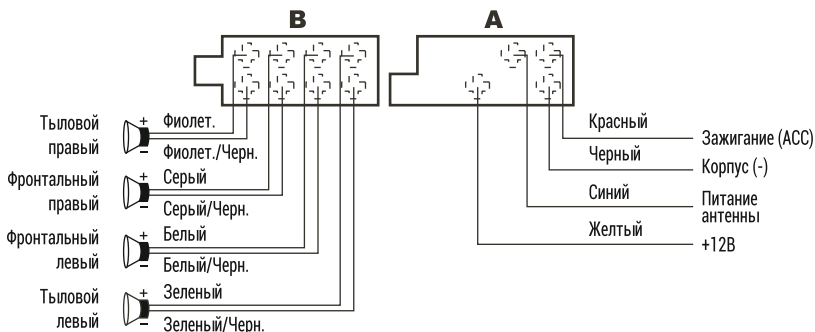 B
A
Тыловой
правый
+
Фиолет.
–
Фиолет./Черн.
Фронтальный
правый
+
Серый
–
Серый/Черн.
Фронтальный
левый
+
Белый
–
Белый/Черн.
Тыловой
левый
+
Зеленый
–
Зеленый/Черн.
Красный
Зажигание (ACC)
Черный
Корпус (-)
Синий
Питание
антенны
Желтый
+12В